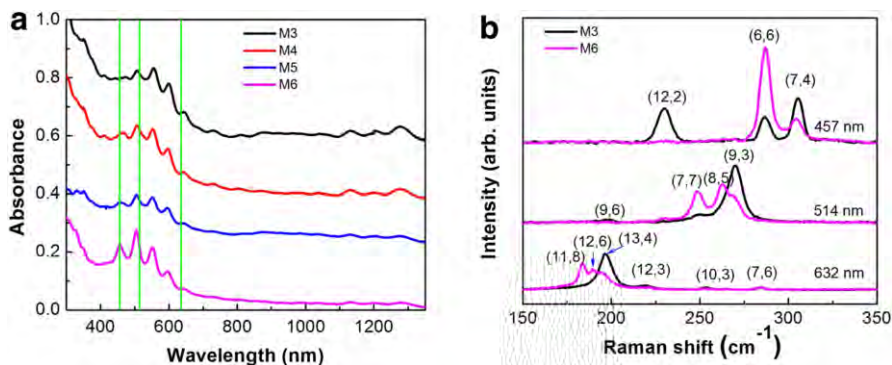 a
1.0
0.8
0.6
0.4
0.2
0.0
Absorbance
M3
M4
M5
M6
400 600 800 1000 1200
Wavelength (nm)
b
M3
M6
(6,6)
(7,4)
(12,2)
457 nm
(9,3)
(7,7) (8,5)
(9,6)
514 nm
(13,4)
(12,6)
(11,8)
(12,3)
(10,3) (7,6)
632 nm
Intensity (arb. units)
150 200 250 300 350
Raman shift (cm⁻¹)